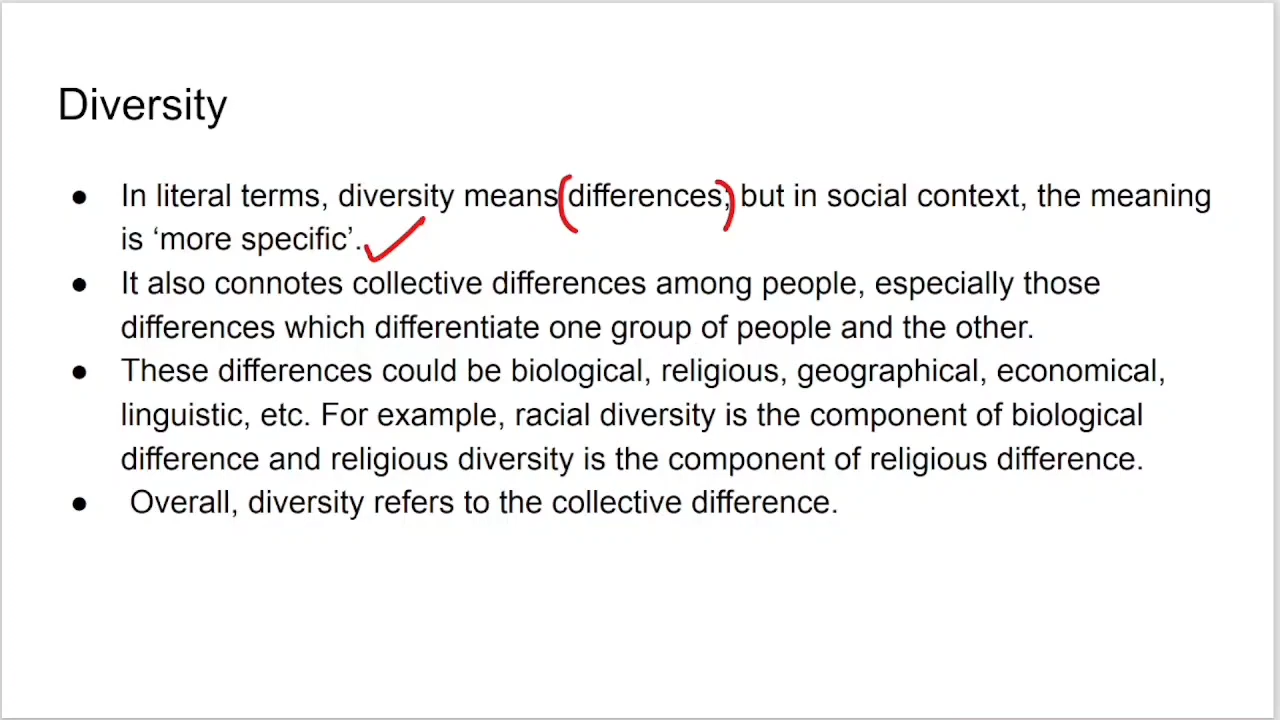 Diversity
● In literal terms, diversity means differences; but in social context, the meaning
is ‘more specific’.
● It also connotes collective differences among people, especially those
differences which differentiate one group of people and the other.
● These differences could be biological, religious, geographical, economical,
linguistic, etc. For example, racial diversity is the component of biological
difference and religious diversity is the component of religious difference.
● Overall, diversity refers to the collective difference.